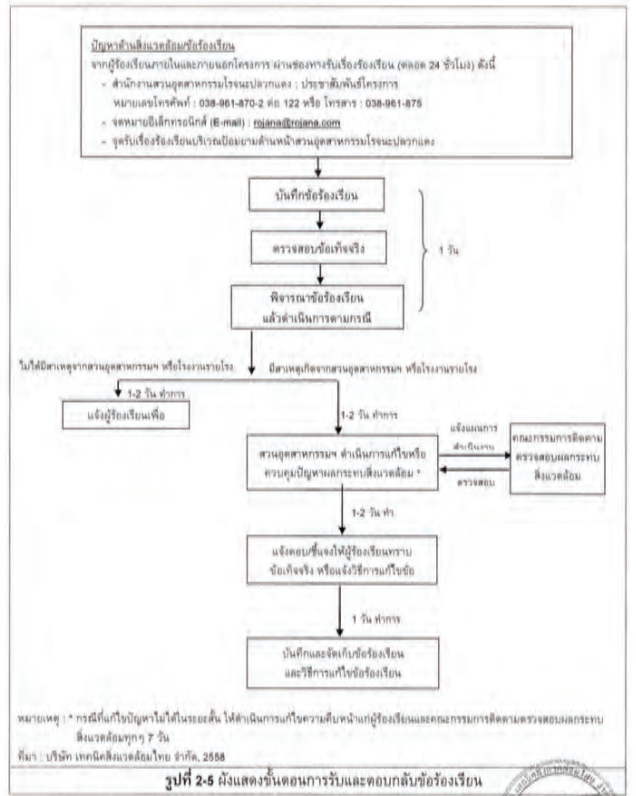 ปัญหาด้านสิ่งแวดล้อม/ข้อร้องเรียน
จากผู้ร้องเรียนภายในและภายนอกโครงการ ผ่านช่องทางรับเรื่องร้องเรียน (ตลอด 24 ชั่วโมง) ดังนี้
- สำนักงานสวนอุตสาหกรรมโรจนะปลวกแดง : ประชาสัมพันธ์โครงการ
หมายเลขโทรศัพท์ : 038-961-870-2 ต่อ 122 หรือ โทรสาร : 038-961-875
- จดหมายอิเล็กทรอนิกส์ (E-mail) : rojana@rojana.com
- จุดรับเรื่องร้องเรียนบริเวณป้อมยามด้านหน้าสวนอุตสาหกรรมโรจนะปลวกแดง
บันทึกข้อร้องเรียน
ตรวจสอบข้อเท็จจริง
1 วัน
พิจารณาข้อร้องเรียน
แล้วดำเนินการตามกรณี
ไม่ได้มีสาเหตุจากสวนอุตสาหกรรมฯ หรือโรงงานรายโรง
มีสาเหตุเกิดจากสวนอุตสาหกรรมฯ หรือโรงงานรายโรง
1-2 วัน ทำการ
แจ้งผู้ร้องเรียนเพื่อ
1-2 วัน ทำการ
สวนอุตสาหกรรมฯ ดำเนินการแก้ไขหรือ
ควบคุมปัญหาผลกระทบสิ่งแวดล้อม *
แจ้งแผนการ
ดำเนินงาน
ตรวจสอบ
คณะกรรมการติดตาม
ตรวจสอบผลกระทบ
สิ่งแวดล้อม
1-2 วัน ทำ
แจ้งตอบ/ชี้แจงให้ผู้ร้องเรียนทราบ
ข้อเท็จจริง หรือแจ้งวิธีการแก้ไขข้อ
1 วัน ทำการ
บันทึกและจัดเก็บข้อร้องเรียน
และวิธีการแก้ไขข้อร้องเรียน
หมายเหตุ : * กรณีที่แก้ไขปัญหาไม่ได้ในระยะสั้น ให้ดำเนินการแก้ไขความคืบหน้าแก่ผู้ร้องเรียนและคณะกรรมการติดตามตรวจสอบผลกระทบ
สิ่งแวดล้อมทุกๆ 7 วัน
ที่มา : บริษัท เทคนิคสิ่งแวดล้อมไทย จำกัด, 2558
รูปที่ 2-5 ผังแสดงขั้นตอนการรับและตอบกลับข้อร้องเรียน